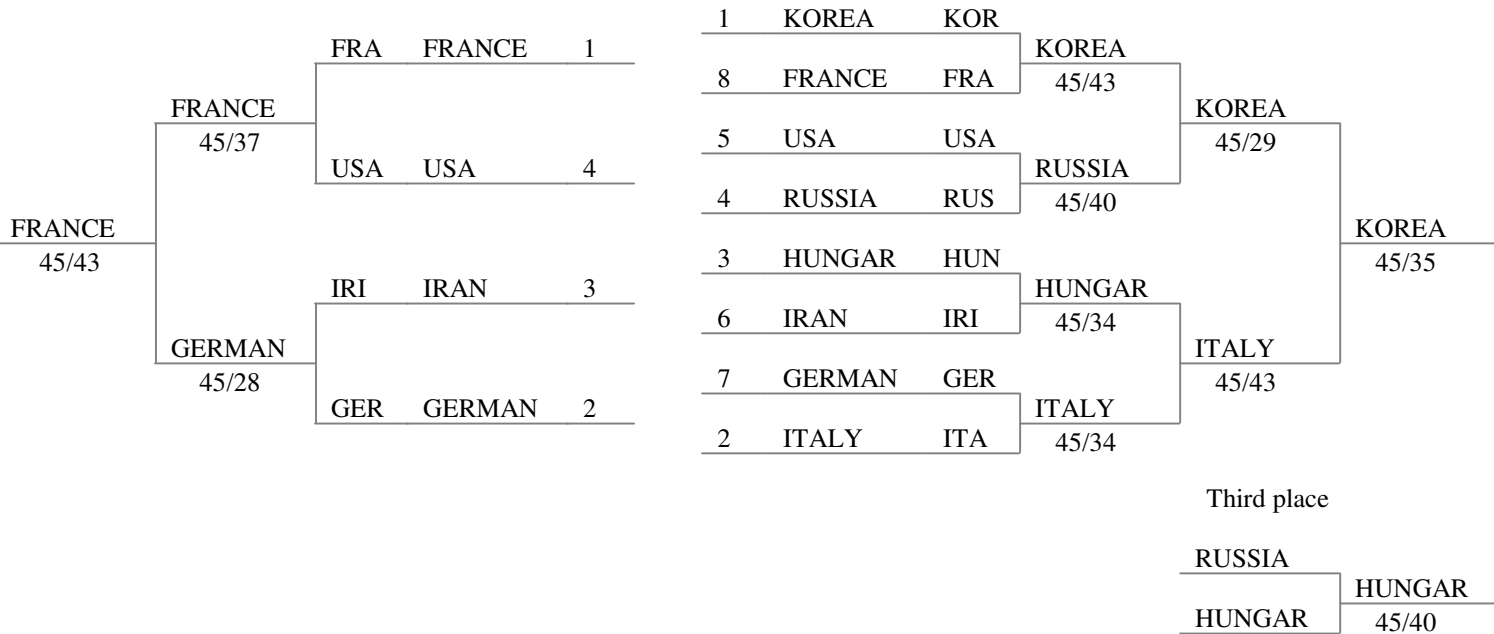 1 KOREA KOR
FRA FRANCE 1
KOREA
8 FRANCE FRA
45/43
FRANCE
KOREA
45/37
5 USA USA
45/29
USA USA 4
RUSSIA
4 RUSSIA RUS
45/40
FRANCE
KOREA
45/43
3 HUNGAR HUN
45/35
IRI IRAN 3
HUNGAR
6 IRAN IRI
45/34
GERMAN
ITALY
45/28
7 GERMAN GER
45/43
GER GERMAN 2
ITALY
2 ITALY ITA
45/34
Third place
RUSSIA
HUNGAR
HUNGAR
45/40